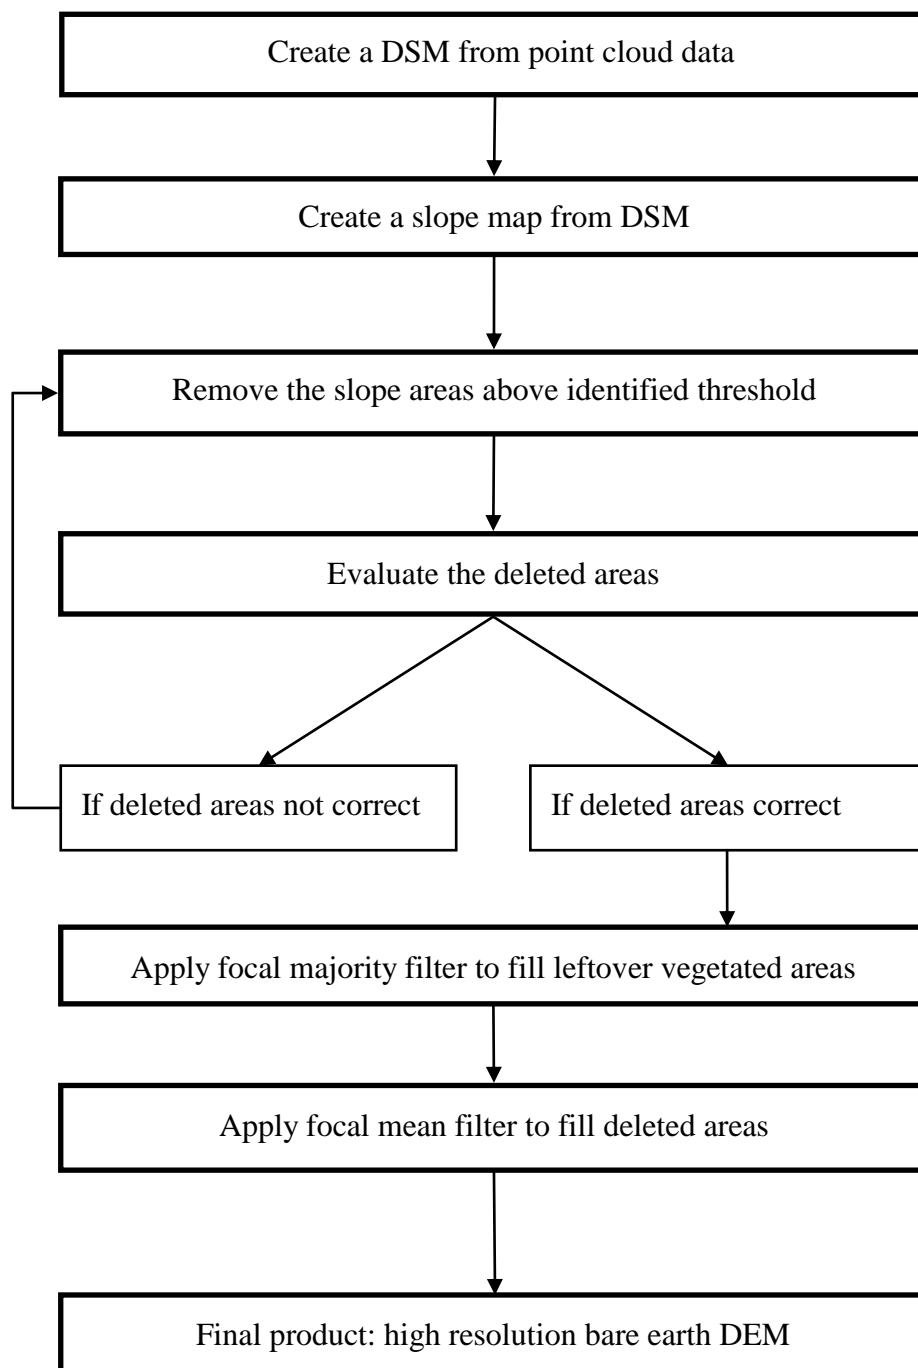 Create a DSM from point cloud data
Create a slope map from DSM
Remove the slope areas above identified threshold
Evaluate the deleted areas
If deleted areas not correct
If deleted areas correct
Apply focal majority filter to fill leftover vegetated areas
Apply focal mean filter to fill deleted areas
Final product: high resolution bare earth DEM